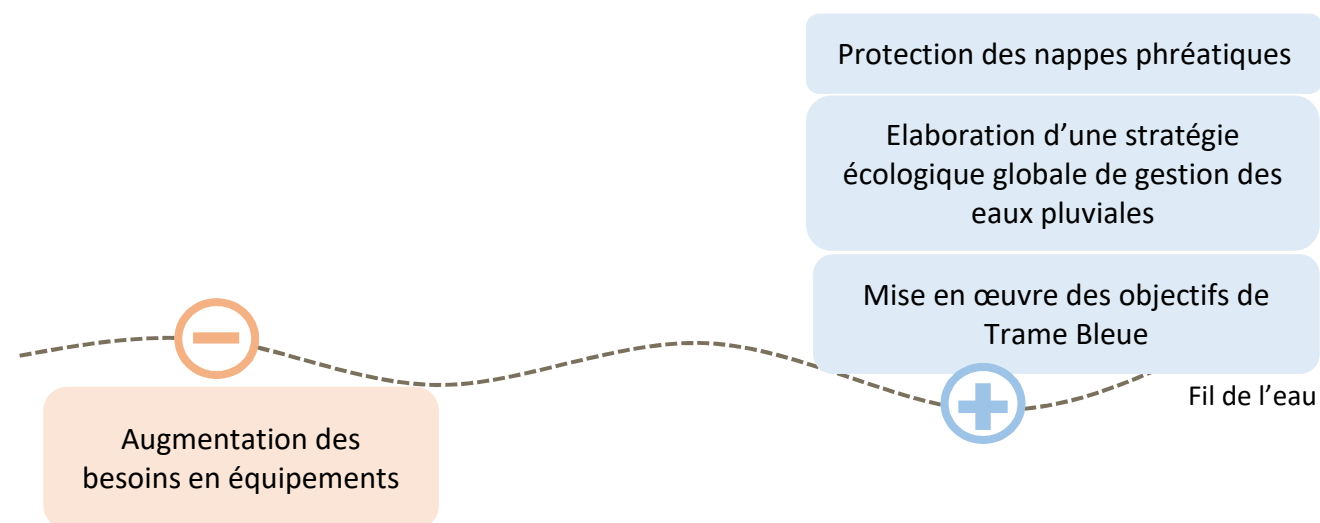 Protection des nappes phréatiques
Elaboration d’une stratégie
écologique globale de gestion des
eaux pluviales
Mise en œuvre des objectifs de
Trame Bleue
Fil de l’eau
Augmentation des
besoins en équipements